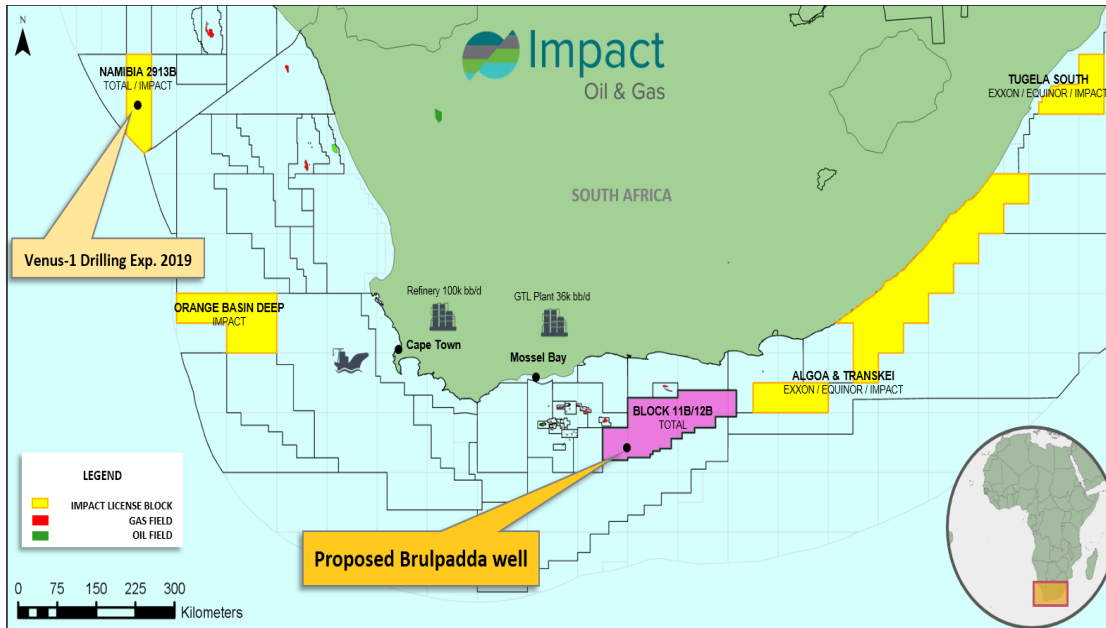 N
Impact
Oil & Gas
NAMIBIA 2913B
TOTAL / IMPACT
TUGELA SOUTH
EXXON / EQUINOR / IMPACT
SOUTH AFRICA
Venus-1 Drilling Exp. 2019
ORANGE BASIN DEEP
IMPACT
Refinery 100k bb/d
GTL Plant 36k bb/d
Cape Town
Mossel Bay
ALGOA & TRANSKEI
EXXON / EQUINOR / IMPACT
BLOCK 11B/12B
TOTAL
LEGEND
IMPACT LICENSE BLOCK
GAS FIELD
OIL FIELD
Proposed Brulpadda well
0 75 150 225 300
Kilometers